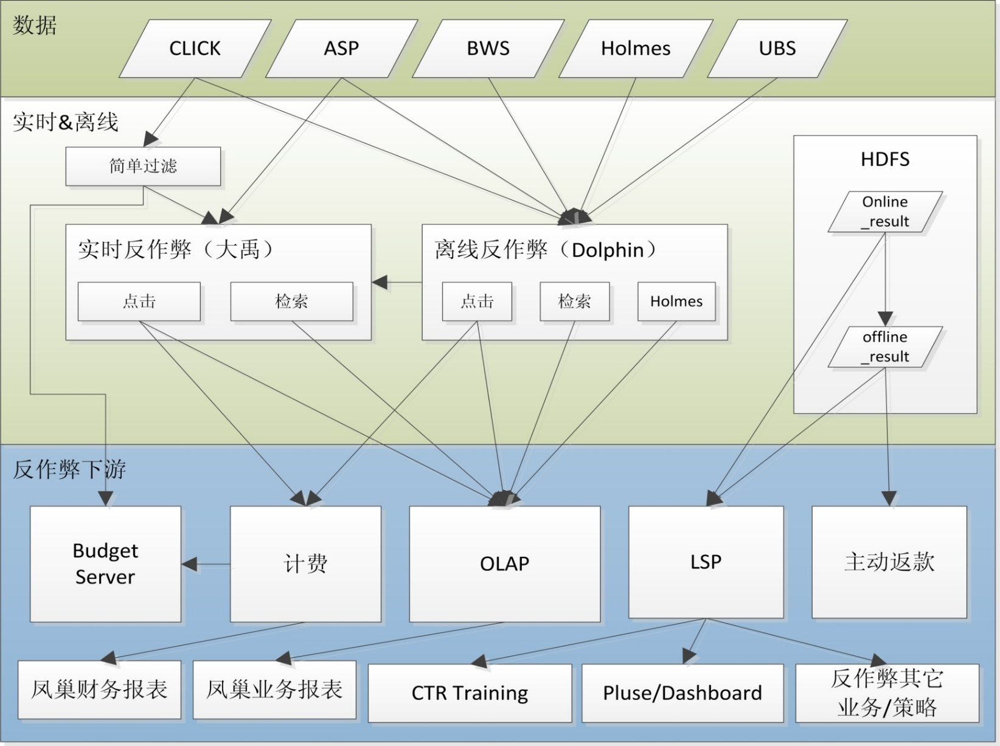 数据
CLICK
ASP
BWS
Holmes
UBS
实时&离线
简单过滤
HDFS
Online
_result
实时反作弊（大禹）
点击
检索
离线反作弊（Dolphin）
点击
检索
Holmes
offline
_result
反作弊下游
Budget
Server
计费
OLAP
LSP
主动返款
凤巢财务报表
凤巢业务报表
CTR Training
Pluse/Dashboard
反作弊其它
业务/策略